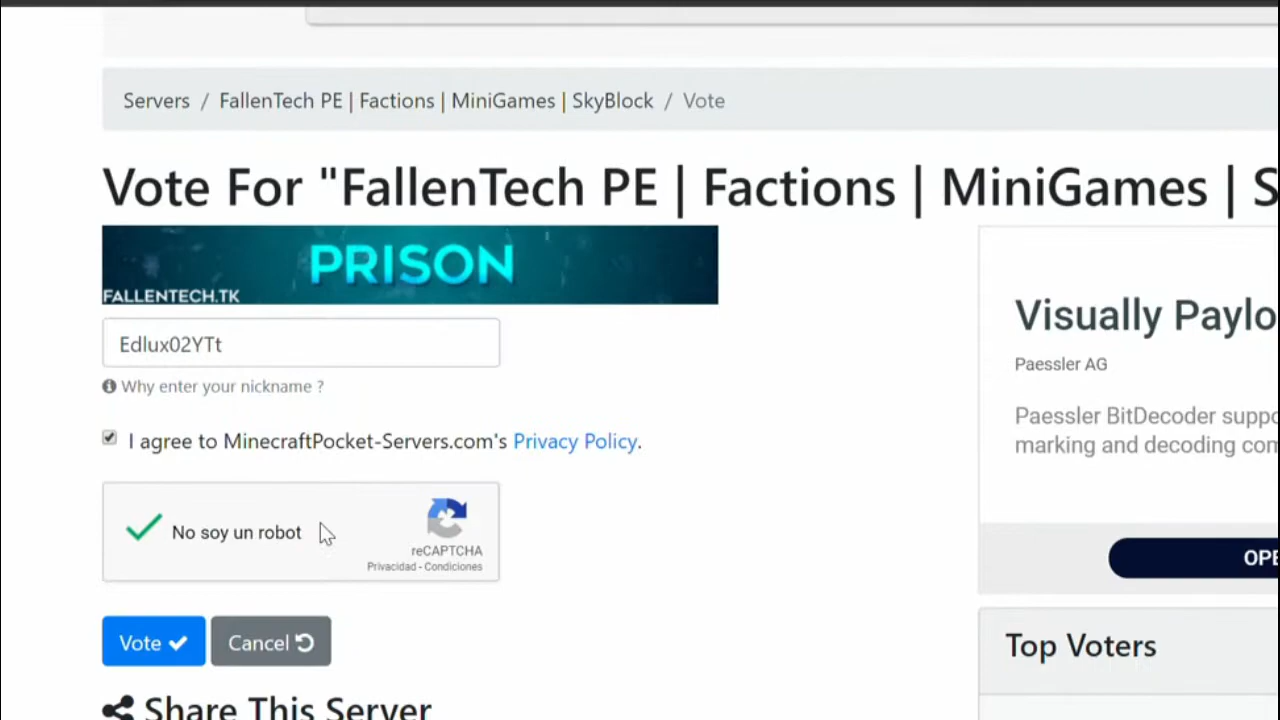 Servers / FallenTech PE | Factions | MiniGames | SkyBlock / Vote
Vote For "FallenTech PE | Factions | MiniGames | S
PRISON
FALLENTECH.TK
Edlux02YTt
Why enter your nickname ?
I agree to MinecraftPocket-Servers.com's Privacy Policy.
No soy un robot
reCAPTCHA
Privacidad - Condiciones
Vote
Cancel
Share This Server
Visually Paylo
Paessler AG
Paessler BitDecoder suppo
marking and decoding con
OPE
Top Voters